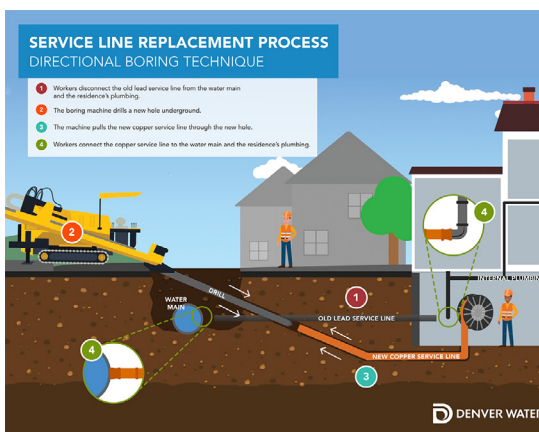 SERVICE LINE REPLACEMENT PROCESS
DIRECTIONAL BORING TECHNIQUE
1 Workers disconnect the old lead service line from the water main
and the residence's plumbing.
2 The boring machine drills a new hole underground.
3 The machine pulls the new copper service line through the new hole.
4 Workers connect the copper service line to the water main and the residence's plumbing.
2
4
INTERNAL PLUMBIN
DRILL
1
WATER
MAIN
OLD LEAD SERVICE LINE
4
NEW COPPER SERVICE LINE
3
DENVER WATER